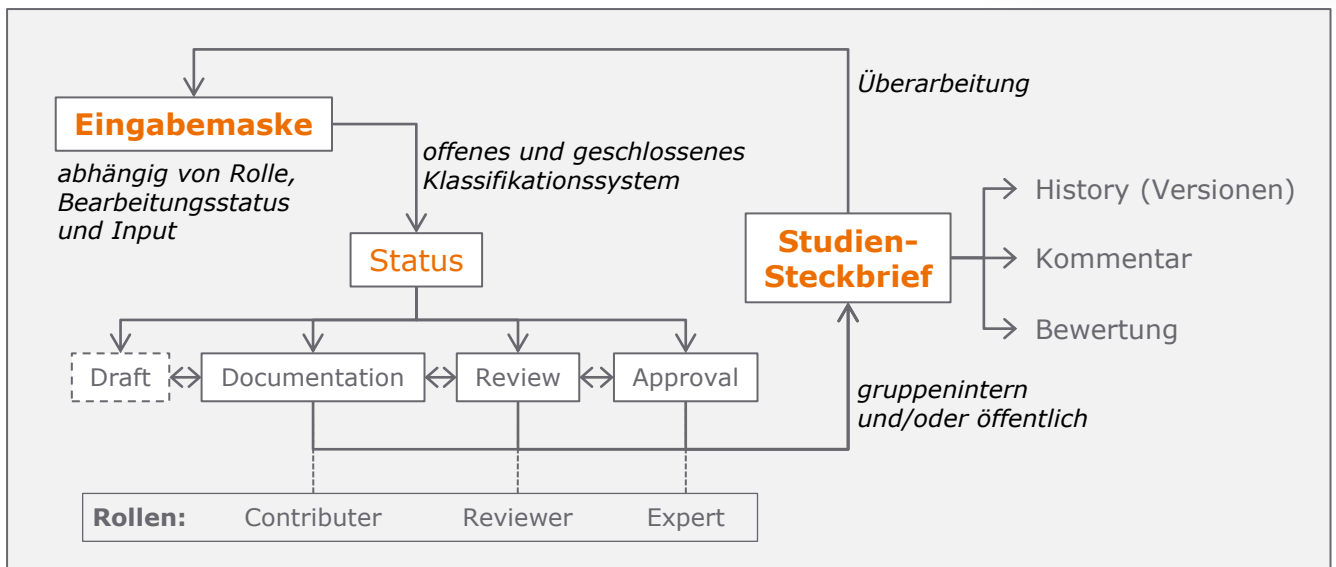 Überarbeitung
Eingabemaske
abhängig von Rolle,
Bearbeitungsstatus
und Input
offenes und geschlossenes
Klassifikationssystem
Status
Studien-
Steckbrief
History (Versionen)
Kommentar
Bewertung
Draft
Documentation
Review
Approval
gruppenintern
und/oder öffentlich
Rollen: Contributer Reviewer Expert